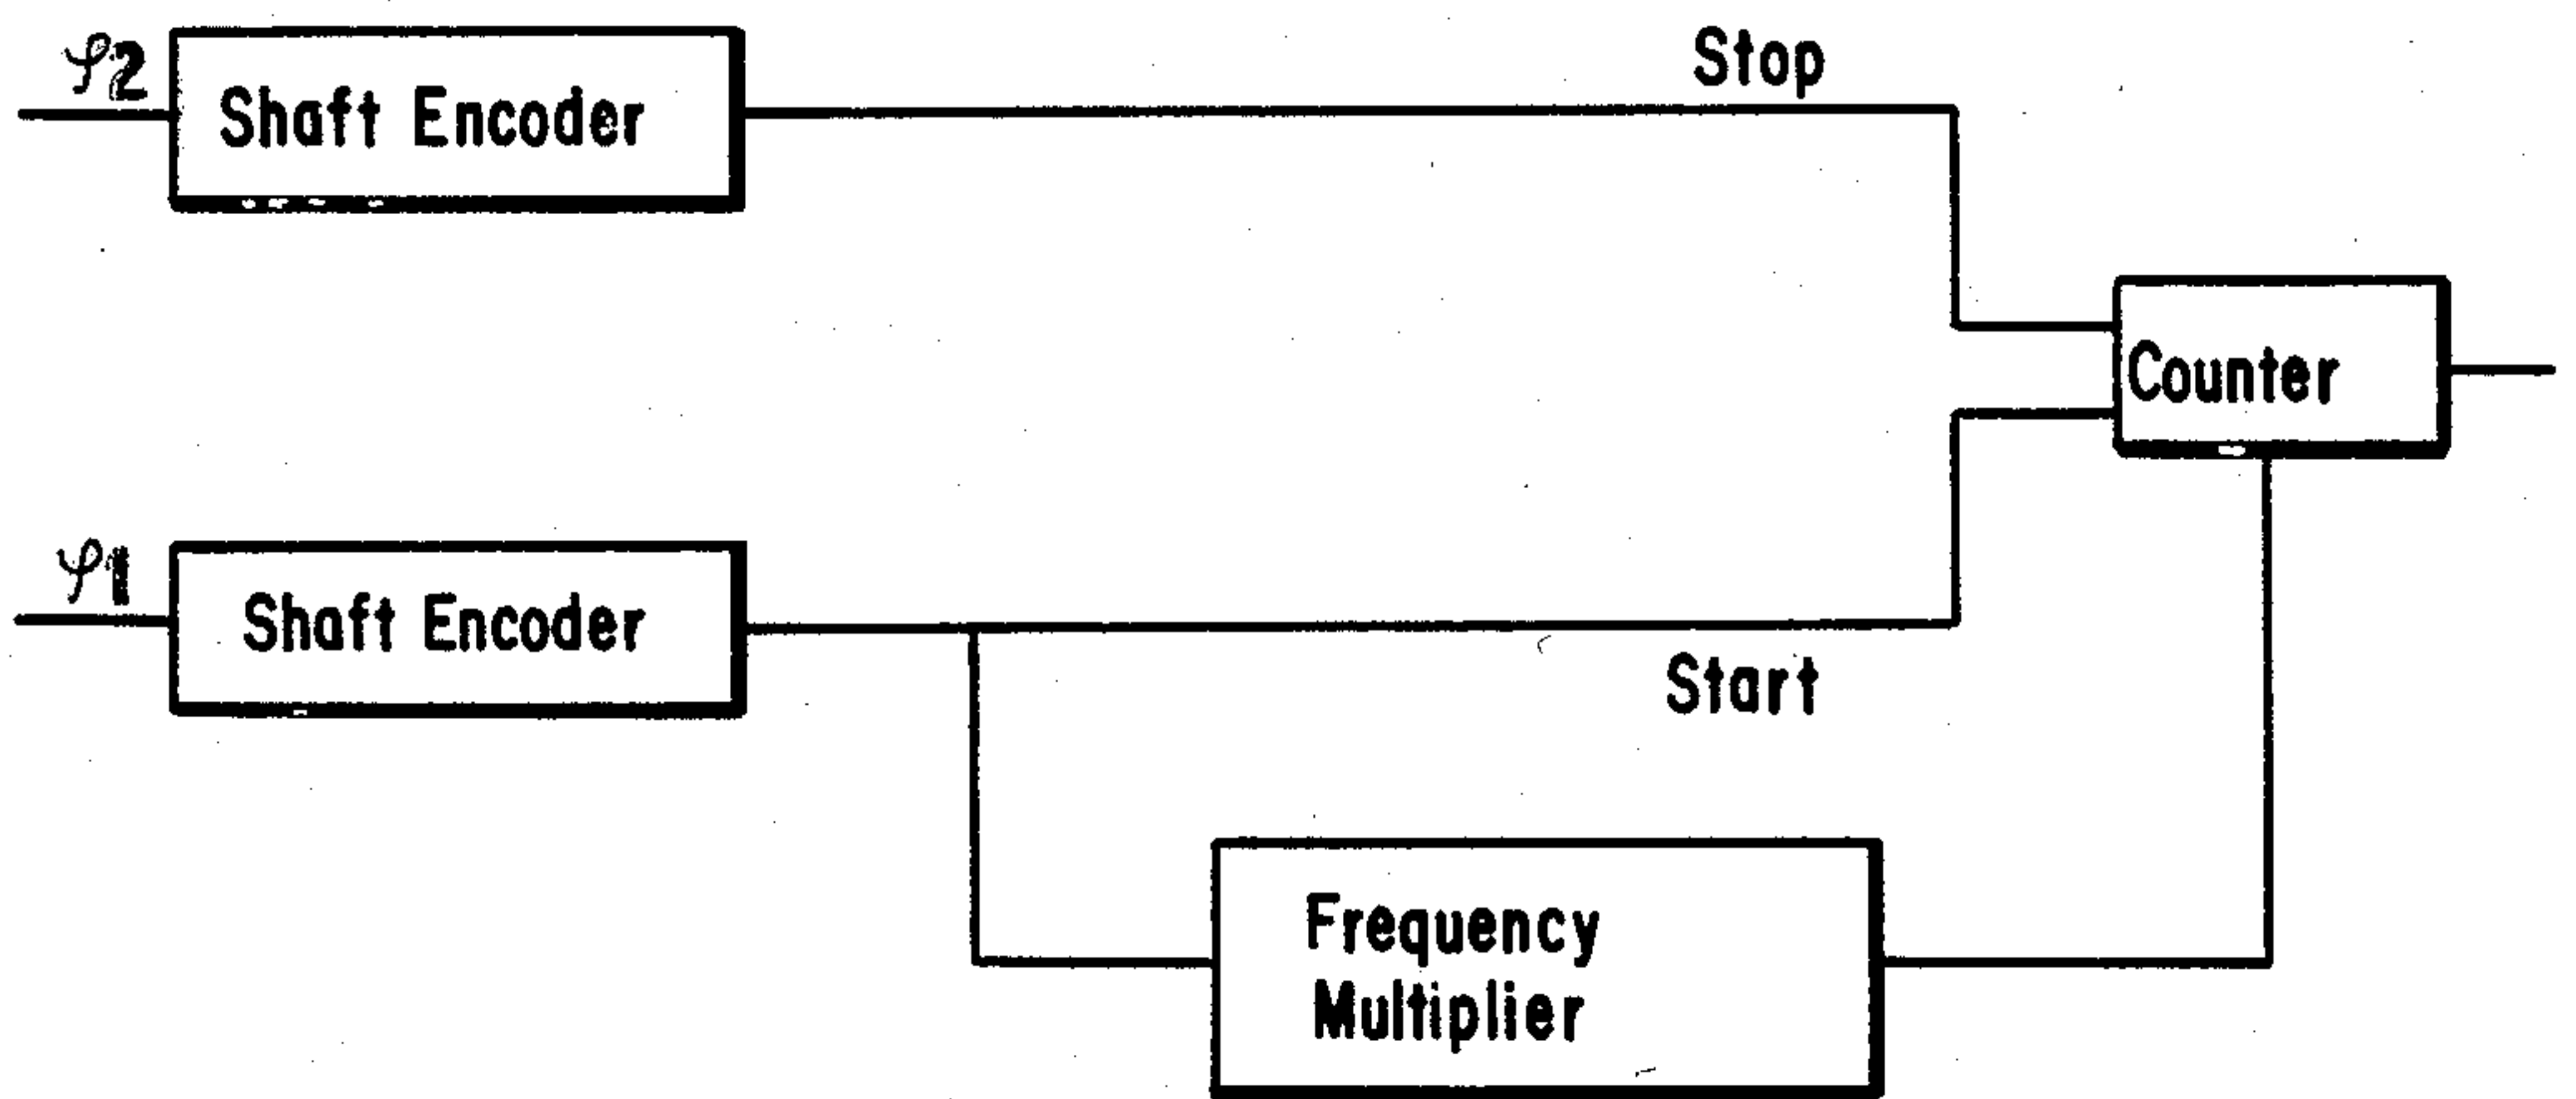 φ2
Shaft Encoder
Stop
Counter
φ1
Shaft Encoder
Start
Frequency
Multiplier